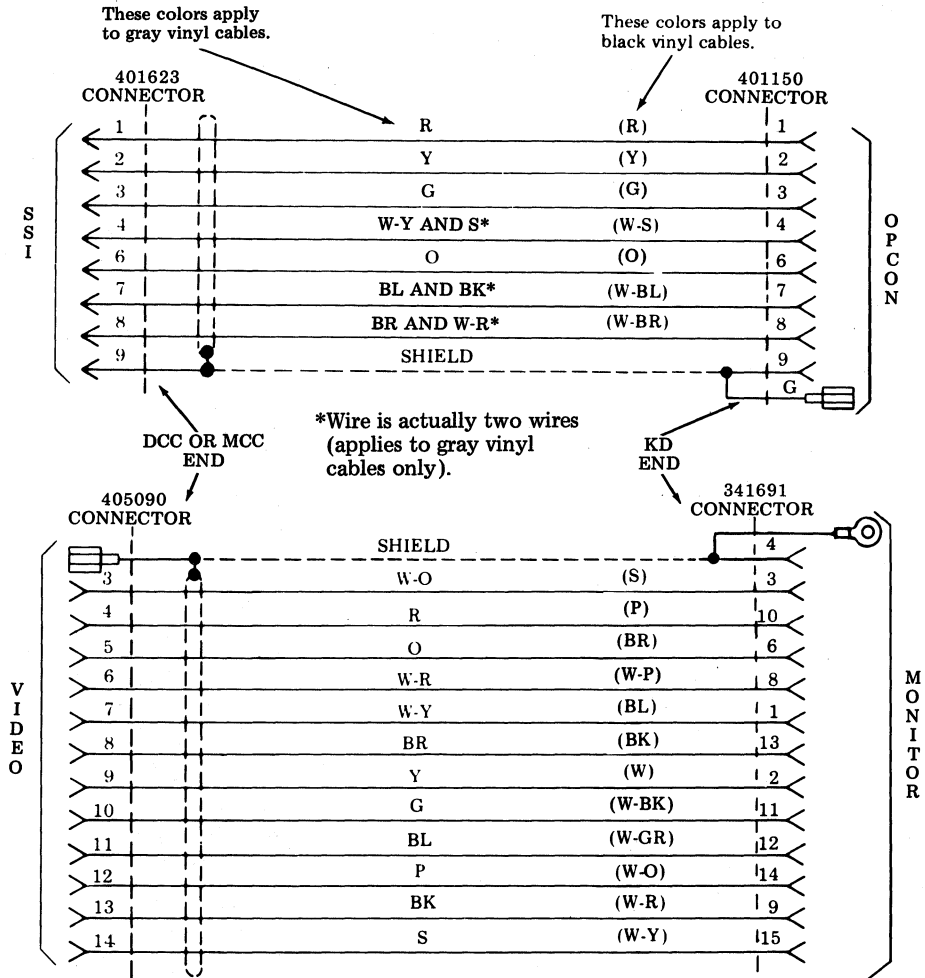 These colors apply
to gray vinyl cables.
These colors apply to
black vinyl cables.
401623
CONNECTOR
401150
CONNECTOR
1 R (R) 1
2 Y (Y) 2
3 G (G) 3
4 W-Y AND S* (W-S) 4
6 O (O) 6
7 BL AND BK* (W-BL) 7
8 BR AND W-R* (W-BR) 8
9 SHIELD 9
G
SSI
OPCON
DCC OR MCC
END
*Wire is actually two wires
(applies to gray vinyl
cables only).
KD
END
405090
CONNECTOR
341691
CONNECTOR
SHIELD 4
3 W-O (S) 3
4 R (P) 10
5 O (BR) 6
6 W-R (W-P) 8
7 W-Y (BL) 1
8 BR (BK) 13
9 Y (W) 2
10 G (W-BK) 11
11 BL (W-GR) 12
12 P (W-O) 14
13 BK (W-R) 9
14 S (W-Y) 15
VIDEO
MONITOR